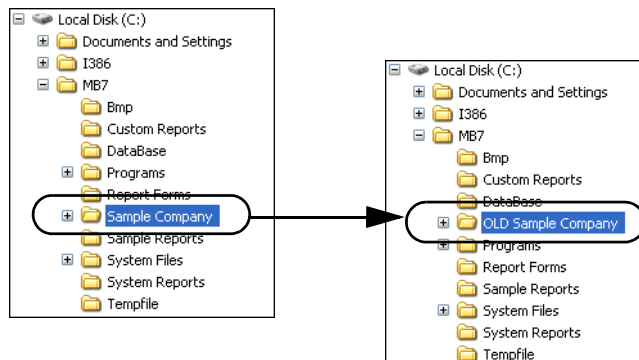 Local Disk (C:)
Documents and Settings
I386
MB7
Bmp
Custom Reports
DataBase
Programs
Report Forms
Sample Company
Sample Reports
System Files
System Reports
Tempfile
Local Disk (C:)
Documents and Settings
I386
MB7
Bmp
Custom Reports
DataBase
OLD Sample Company
Programs
Report Forms
Sample Reports
System Files
System Reports
Tempfile